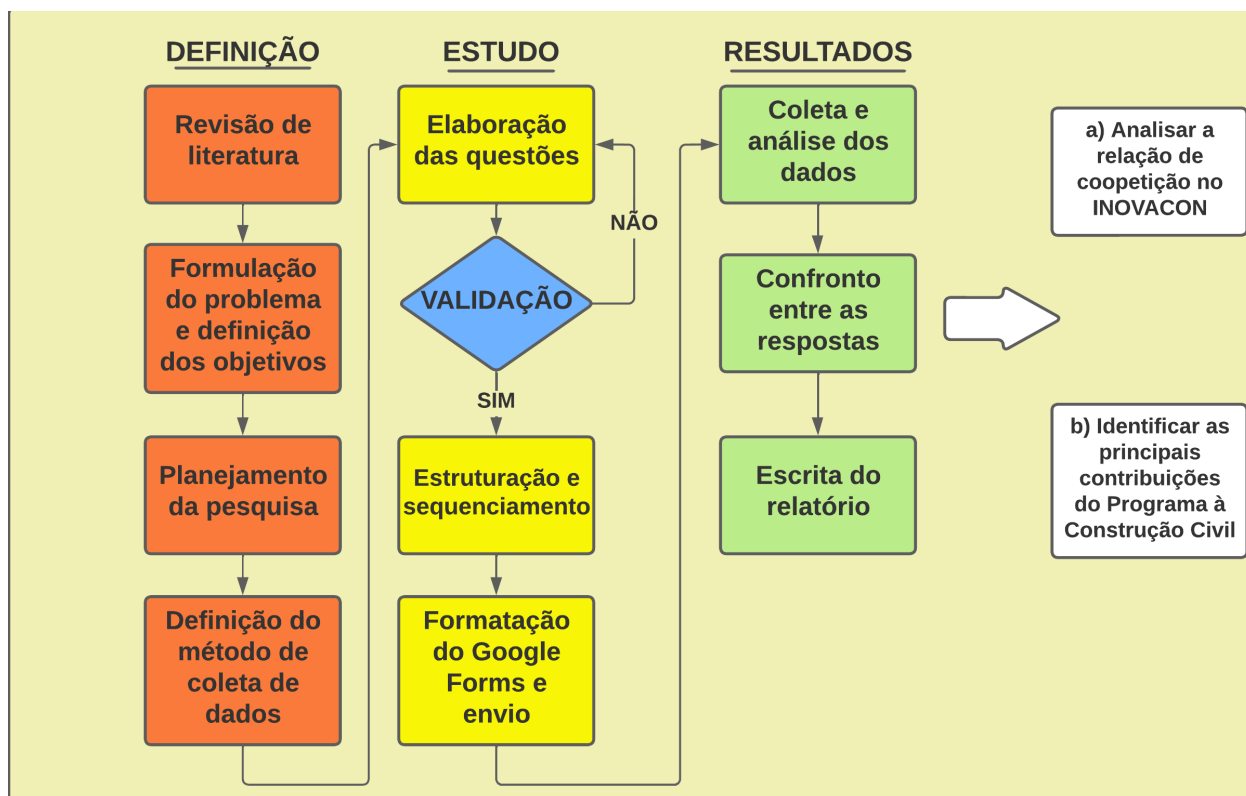 DEFINIÇÃO
Revisão de
literatura
Formulação
do problema
e definição
dos objetivos
Planejamento
da pesquisa
Definição do
método de
coleta de
dados
ESTUDO
Elaboração
das questões
NÃO
VALIDAÇÃO
SIM
Estruturação e
sequenciamento
Formatação
do Google
Forms e
envio
RESULTADOS
Coleta e
análise dos
dados
Confronto
entre as
respostas
Escrita do
relatório
a) Analisar a
relação de
coopetição no
INOVACON
b) Identificar as
principais
contribuições
do Programa à
Construção Civil